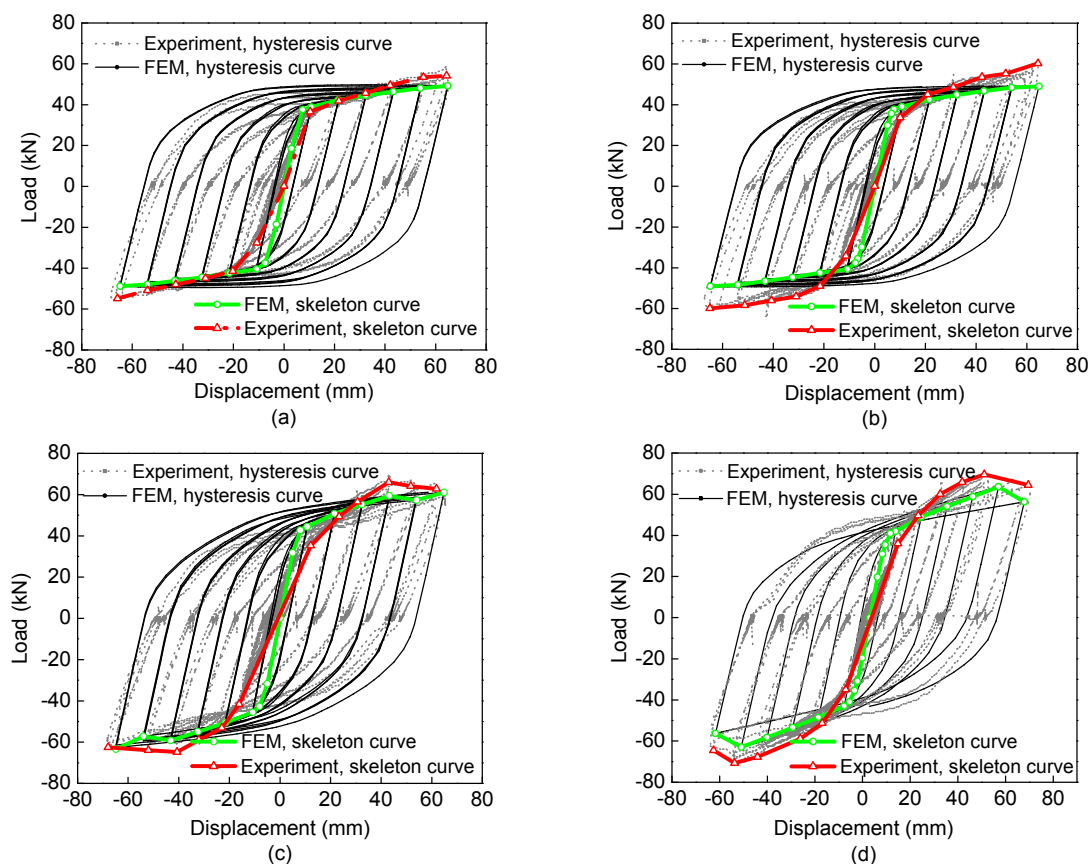 80
60
40
20
0
-20
-40
-60
-80
Load (kN)
Experiment, hysteresis curve
FEM, hysteresis curve
FEM, skeleton curve
Experiment, skeleton curve
-80 -60 -40 -20 0 20 40 60 80
Displacement (mm)
(a)
80
60
40
20
0
-20
-40
-60
-80
Load (kN)
Experiment, hysteresis curve
FEM, hysteresis curve
FEM, skeleton curve
Experiment, skeleton curve
-80 -60 -40 -20 0 20 40 60 80
Displacement (mm)
(b)
80
60
40
20
0
-20
-40
-60
-80
Load (kN)
Experiment, hysteresis curve
FEM, hysteresis curve
FEM, skeleton curve
Experiment, skeleton curve
-80 -60 -40 -20 0 20 40 60 80
Displacement (mm)
(c)
80
60
40
20
0
-20
-40
-60
-80
Load (kN)
Experiment, hysteresis curve
FEM, hysteresis curve
FEM, skeleton curve
Experiment, skeleton curve
-80 -60 -40 -20 0 20 40 60 80
Displacement (mm)
(d)